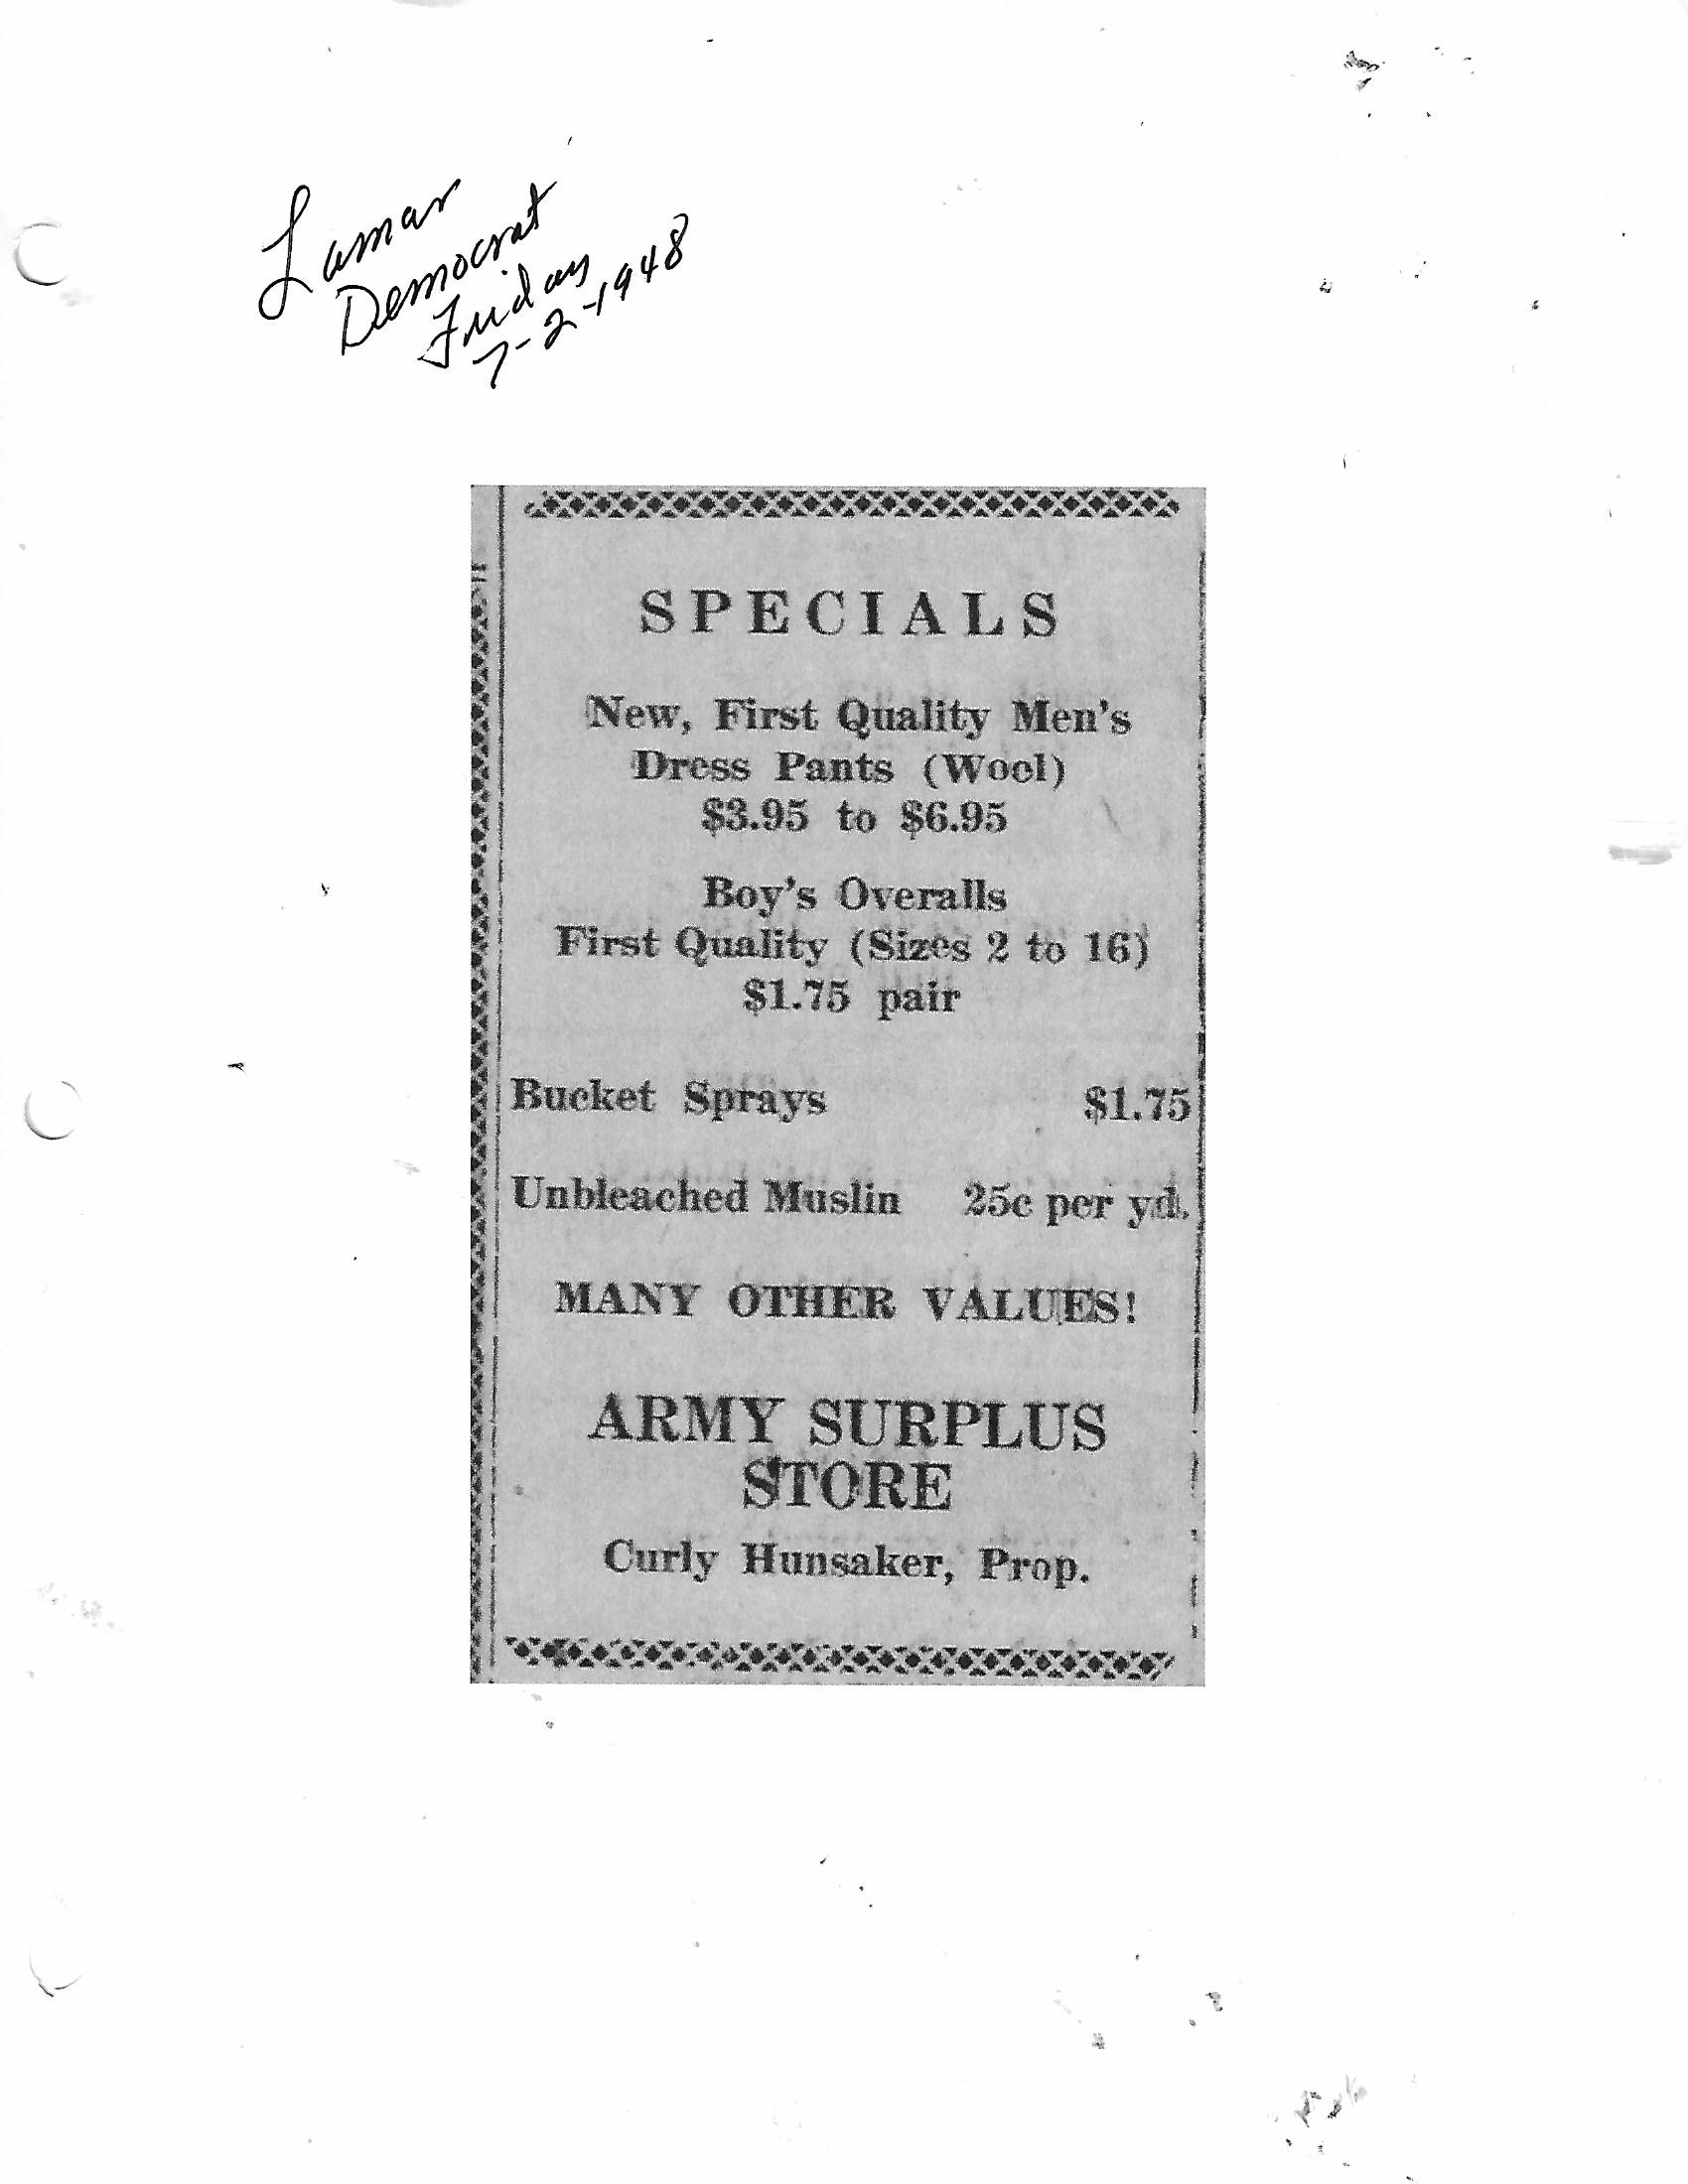 Lamar
Democrat
Friday
7-2-1948
SPECIALS
New, First Quality Men's
Dress Pants (Wool)
$3.95 to $6.95
Boy's Overalls
First Quality (Sizes 2 to 16)
$1.75 pair
Bucket Sprays $1.75
Unbleached Muslin 25c per yd.
MANY OTHER VALUES!
ARMY SURPLUS
STORE
Curly Hunsaker, Prop.